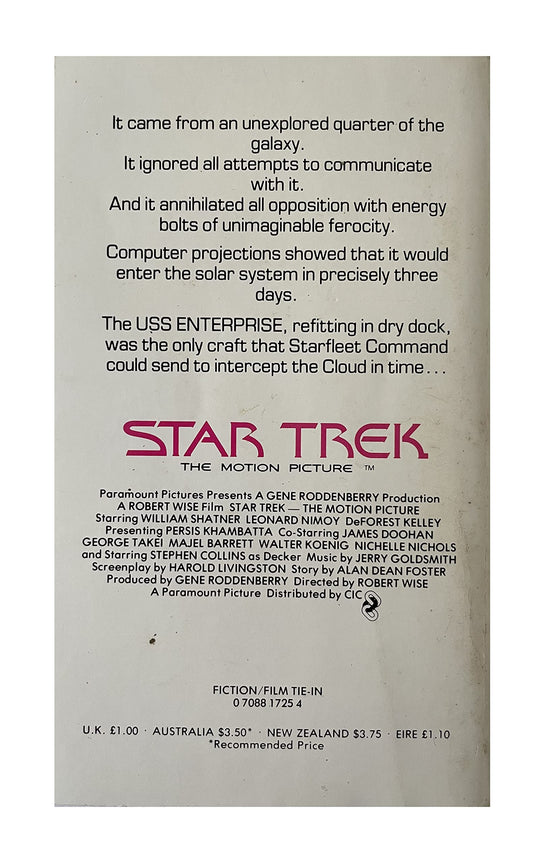 It came from an unexplored quarter of the
galaxy.
It ignored all attempts to communicate
with it.
And it annihilated all opposition with energy
bolts of unimaginable ferocity.
Computer projections showed that it would
enter the solar system in precisely three
days.
The USS ENTERPRISE, refitting in dry dock,
was the only craft that Starfleet Command
could send to intercept the Cloud in time...
STAR TREK
THE MOTION PICTURE ™
Paramount Pictures Presents A GENE RODDENBERRY Production
A ROBERT WISE Film STAR TREK — THE MOTION PICTURE
Starring WILLIAM SHATNER LEONARD NIMOY DeFOREST KELLEY
Presenting PERSIS KHAMBATTA Co-Starring JAMES DOOHAN
GEORGE TAKEI MAJEL BARRETT WALTER KOENIG NICHELLE NICHOLS
and Starring STEPHEN COLLINS as Decker Music by JERRY GOLDSMITH
Screenplay by HAROLD LIVINGSTON Story by ALAN DEAN FOSTER
Produced by GENE RODDENBERRY Directed by ROBERT WISE
A Paramount Picture Distributed by CIC
FICTION/FILM TIE-IN
0 7088 1725 4
U.K. £1.00 · AUSTRALIA $3.50* · NEW ZEALAND $3.75 · EIRE £1.10
*Recommended Price